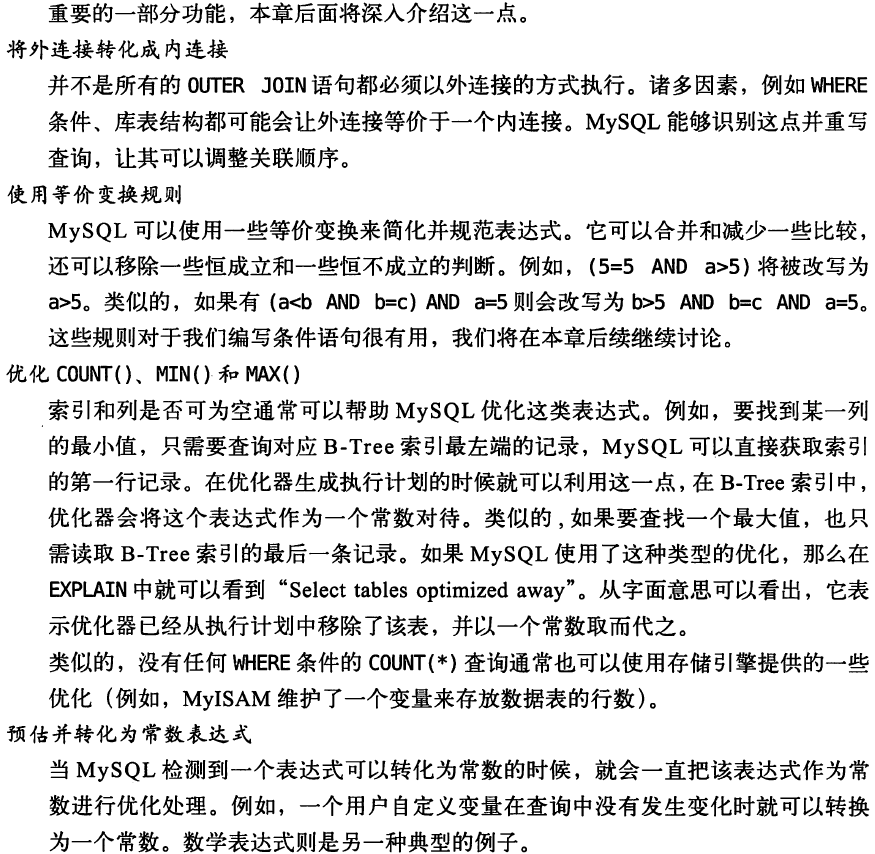 重要的一部分功能，本章后面将深入介绍这一点。
将外连接转化成内连接
并不是所有的 OUTER JOIN 语句都必须以外连接的方式执行。诸多因素，例如 WHERE
条件、库表结构都可能会让外连接等价于一个内连接。MySQL 能够识别这点并重写
查询，让其可以调整关联顺序。
使用等价变换规则
MySQL 可以使用一些等价变换来简化并规范表达式。它可以合并和减少一些比较，
还可以移除一些恒成立和一些恒不成立的判断。例如，(5=5 AND a>5) 将被改写为
a>5。类似的，如果有 (a<b AND b=c) AND a=5 则会改写为 b>5 AND b=c AND a=5。
这些规则对于我们编写条件语句很有用，我们将在本章后续继续讨论。
优化 COUNT()、MIN() 和 MAX()
索引和列是否可为空通常可以帮助 MySQL 优化这类表达式。例如，要找到某一列
的最小值，只需要查询对应 B-Tree 索引最左端的记录，MySQL 可以直接获取索引
的第一行记录。在优化器生成执行计划的时候就可以利用这一点，在 B-Tree 索引中，
优化器会将这个表达式作为一个常数对待。类似的，如果要查找一个最大值，也只
需读取 B-Tree 索引的最后一条记录。如果 MySQL 使用了这种类型的优化，那么在
EXPLAIN 中就可以看到“Select tables optimized away”。从字面意思可以看出，它表
示优化器已经从执行计划中移除了该表，并以一个常数取而代之。
类似的，没有任何 WHERE 条件的 COUNT(*) 查询通常也可以使用存储引擎提供的一些
优化（例如，MyISAM 维护了一个变量来存放数据表的行数）。
预估并转化为常数表达式
当 MySQL 检测到一个表达式可以转化为常数的时候，就会一直把该表达式作为常
数进行优化处理。例如，一个用户自定义变量在查询中没有发生变化时就可以转换
为一个常数。数学表达式则是另一种典型的例子。